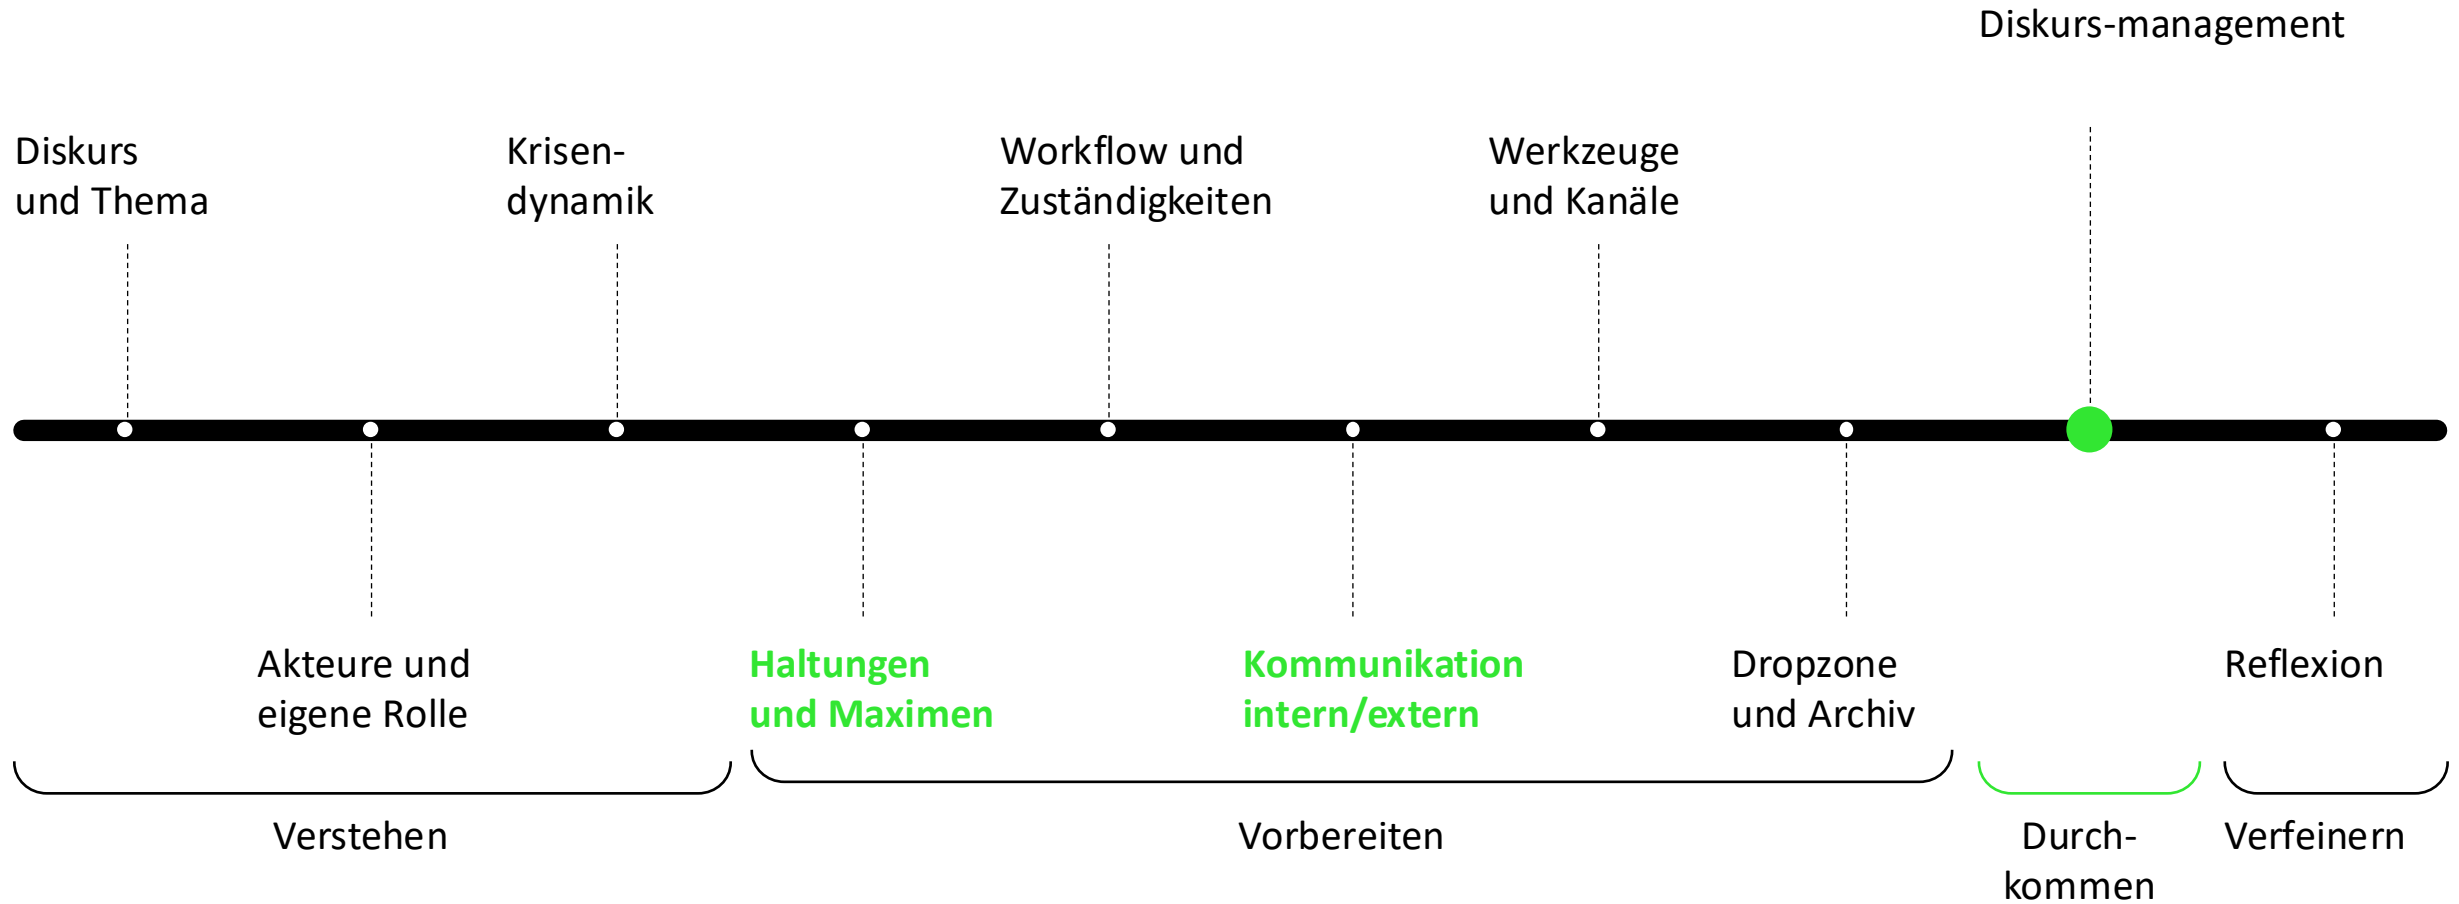 Diskurs-management
Diskurs
und Thema
Krisen-
dynamik
Workflow und
Zuständigkeiten
Werkzeuge
und Kanäle
Akteure und
eigene Rolle
Haltungen
und Maximen
Kommunikation
intern/extern
Dropzone
und Archiv
Reflexion
Verstehen
Vorbereiten
Durch-
kommen
Verfeinern